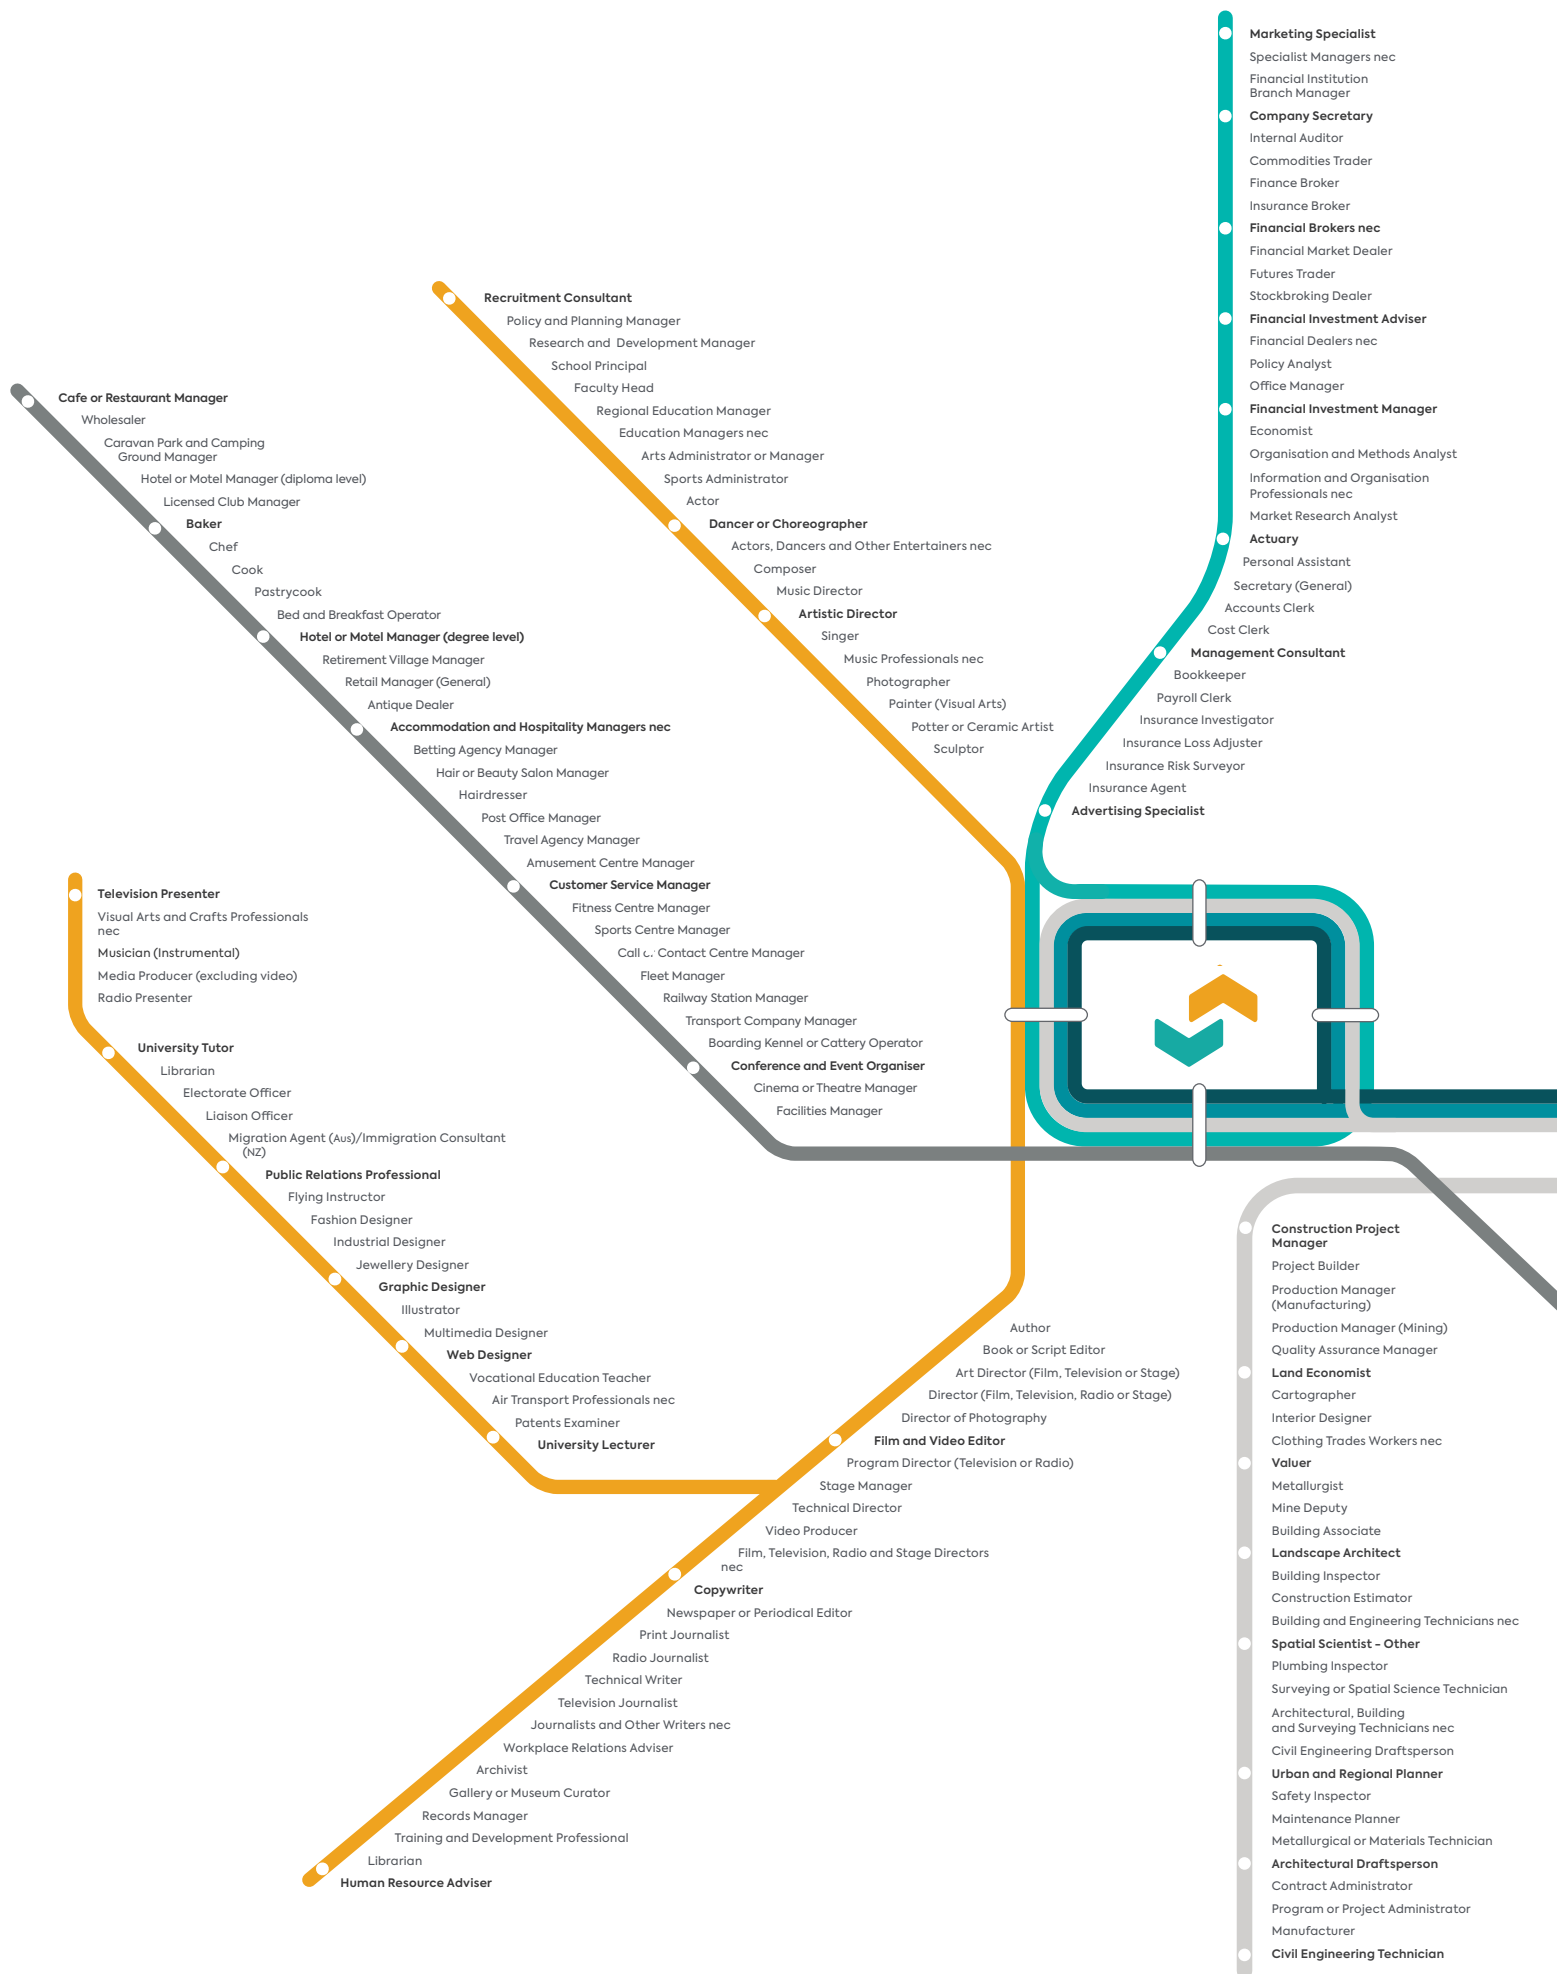 Marketing Specialist
Specialist Managers nec
Financial Institution
Branch Manager
Company Secretary
Internal Auditor
Commodities Trader
Finance Broker
Insurance Broker
Financial Brokers nec
Financial Market Dealer
Futures Trader
Stockbroking Dealer
Financial Investment Adviser
Financial Dealers nec
Policy Analyst
Office Manager
Financial Investment Manager
Economist
Organisation and Methods Analyst
Information and Organisation
Professionals nec
Market Research Analyst
Actuary
Personal Assistant
Secretary (General)
Accounts Clerk
Cost Clerk
Management Consultant
Bookkeeper
Payroll Clerk
Insurance Investigator
Insurance Loss Adjuster
Insurance Risk Surveyor
Insurance Agent
Advertising Specialist
Recruitment Consultant
Policy and Planning Manager
Research and Development Manager
School Principal
Faculty Head
Regional Education Manager
Education Managers nec
Arts Administrator or Manager
Sports Administrator
Actor
Dancer or Choreographer
Actors, Dancers and Other Entertainers nec
Composer
Music Director
Artistic Director
Singer
Music Professionals nec
Photographer
Painter (Visual Arts)
Potter or Ceramic Artist
Sculptor
Cafe or Restaurant Manager
Wholesaler
Caravan Park and Camping
Ground Manager
Hotel or Motel Manager (diploma level)
Licensed Club Manager
Baker
Chef
Cook
Pastrycook
Bed and Breakfast Operator
Hotel or Motel Manager (degree level)
Retirement Village Manager
Retail Manager (General)
Antique Dealer
Accommodation and Hospitality Managers nec
Betting Agency Manager
Hair or Beauty Salon Manager
Hairdresser
Post Office Manager
Travel Agency Manager
Amusement Centre Manager
Customer Service Manager
Fitness Centre Manager
Sports Centre Manager
Call or Contact Centre Manager
Fleet Manager
Railway Station Manager
Transport Company Manager
Boarding Kennel or Cattery Operator
Conference and Event Organiser
Cinema or Theatre Manager
Facilities Manager
Television Presenter
Visual Arts and Crafts Professionals
nec
Musician (Instrumental)
Media Producer (excluding video)
Radio Presenter
University Tutor
Librarian
Electorate Officer
Liaison Officer
Migration Agent (Aus)/Immigration Consultant
(NZ)
Public Relations Professional
Flying Instructor
Fashion Designer
Industrial Designer
Jewellery Designer
Graphic Designer
Illustrator
Multimedia Designer
Web Designer
Vocational Education Teacher
Air Transport Professionals nec
Patents Examiner
University Lecturer
Author
Book or Script Editor
Art Director (Film, Television or Stage)
Director (Film, Television, Radio or Stage)
Director of Photography
Film and Video Editor
Program Director (Television or Radio)
Stage Manager
Technical Director
Video Producer
Film, Television, Radio and Stage Directors
nec
Copywriter
Newspaper or Periodical Editor
Print Journalist
Radio Journalist
Technical Writer
Television Journalist
Journalists and Other Writers nec
Workplace Relations Adviser
Archivist
Gallery or Museum Curator
Records Manager
Training and Development Professional
Librarian
Human Resource Adviser
Construction Project
Manager
Project Builder
Production Manager
(Manufacturing)
Production Manager (Mining)
Quality Assurance Manager
Land Economist
Cartographer
Interior Designer
Clothing Trades Workers nec
Valuer
Metallurgist
Mine Deputy
Building Associate
Landscape Architect
Building Inspector
Construction Estimator
Building and Engineering Technicians nec
Spatial Scientist - Other
Plumbing Inspector
Surveying or Spatial Science Technician
Architectural, Building
and Surveying Technicians nec
Civil Engineering Draftsperson
Urban and Regional Planner
Safety Inspector
Maintenance Planner
Metallurgical or Materials Technician
Architectural Draftsperson
Contract Administrator
Program or Project Administrator
Manufacturer
Civil Engineering Technician